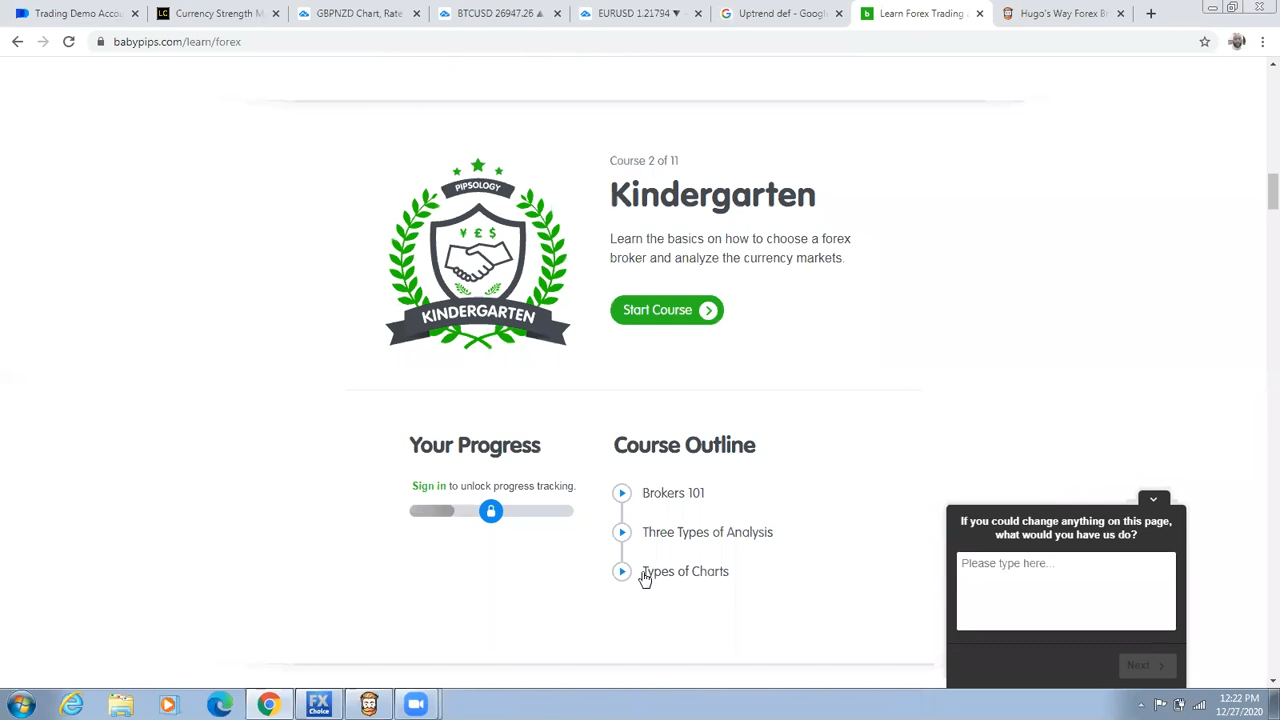 Trading Demo Accou
Currency Strength M
GBPNZD Chart, Rate
BTCUSD 26917.26 ▲
EURUSD 1.21794 ▼
Uptrend def - Google
Learn Forex Trading
Hugo's Way Forex B
babypips.com/learn/forex
Course 2 of 11
Kindergarten
Learn the basics on how to choose a forex
broker and analyze the currency markets.
Start Course
PIPSOLOGY
¥ £ $
KINDERGARTEN
Your Progress
Sign in to unlock progress tracking.
Course Outline
Brokers 101
Three Types of Analysis
Types of Charts
If you could change anything on this page,
what would you have us do?
Please type here...
Next
FX
Choice
12:22 PM
12/27/2020